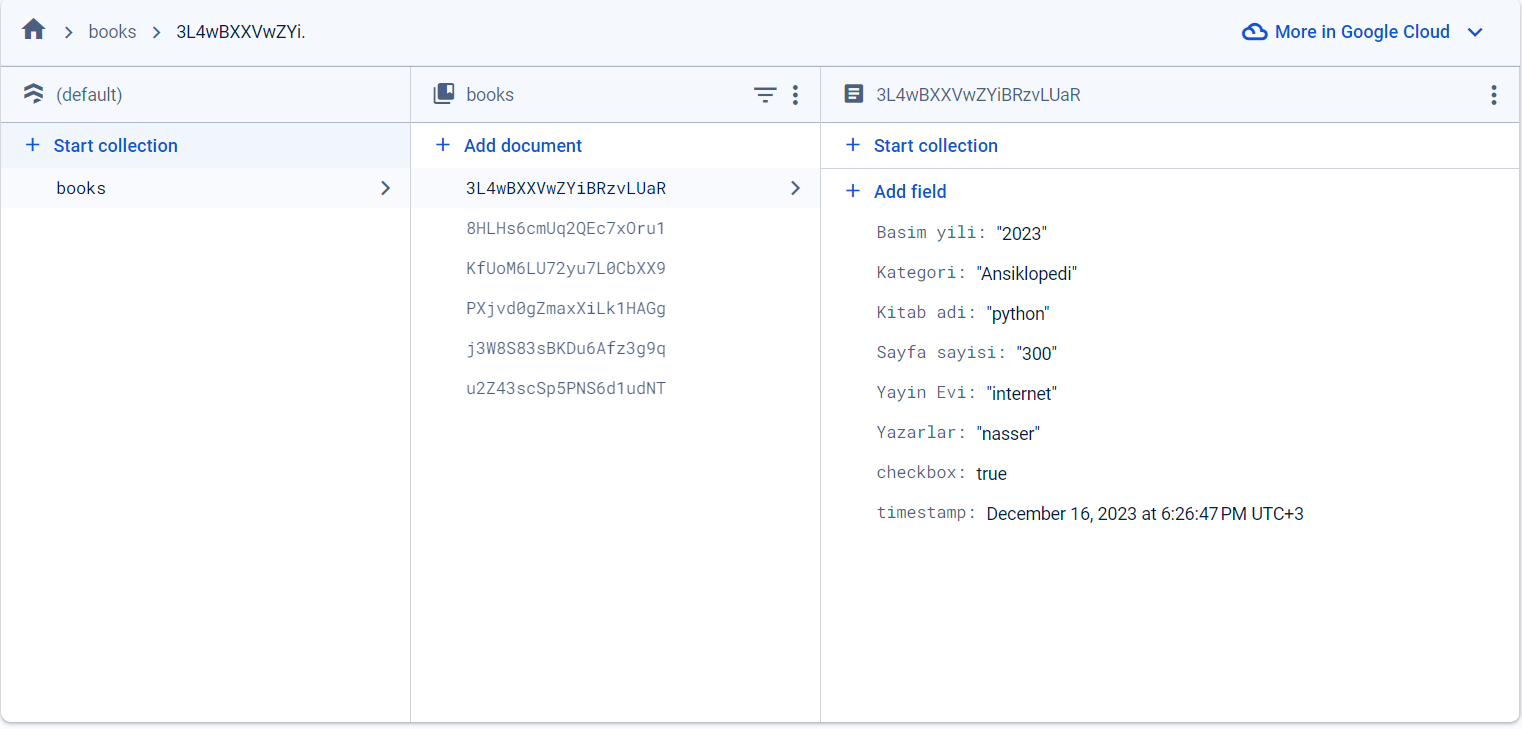 books
3L4wBXXVwZYi.
More in Google Cloud
(default)
books
3L4wBXXVwZYiBRzvLUaR
+ Start collection
+ Add document
+ Start collection
books
3L4wBXXVwZYiBRzvLUaR
8HLHs6cmUq2QEc7xOru1
KfUoM6LU72yu7L0CbXX9
PXjvd0gZmaxXiLk1HAGg
j3W8S83sBKDu6Afz3g9q
u2Z43scSp5PNS6d1udNT
+ Add field
Basim yili: "2023"
Kategori: "Ansiklopedi"
Kitab adi: "python"
Sayfa sayisi: "300"
Yayin Evi: "internet"
Yazarlar: "nasser"
checkbox: true
timestamp: December 16, 2023 at 6:26:47 PM UTC+3